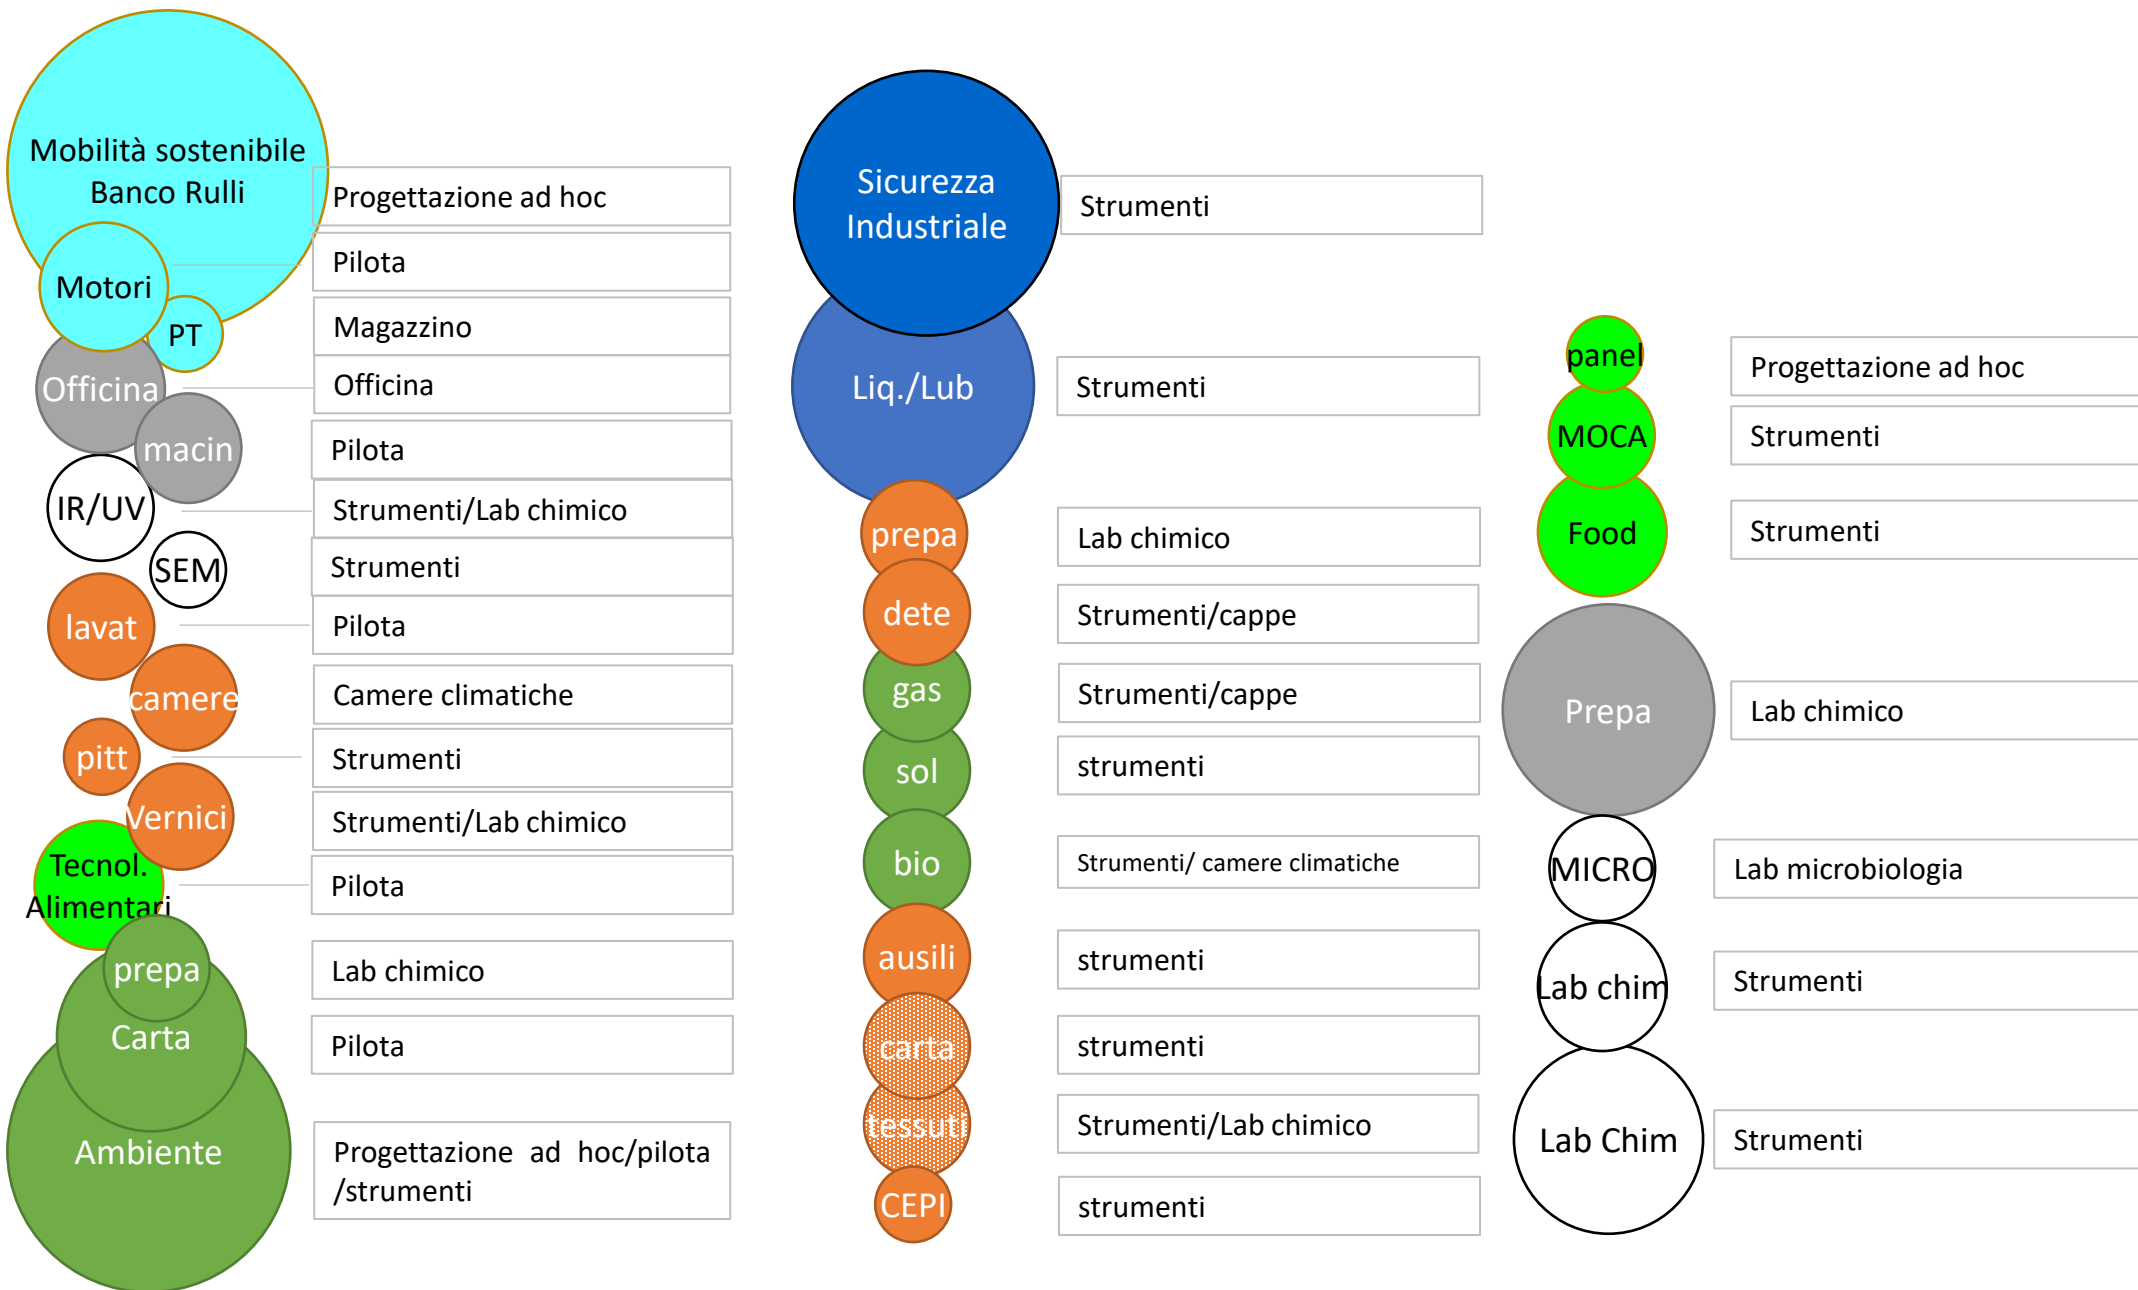 Mobilità sostenibile
Banco Rulli
Progettazione ad hoc
Motori
Pilota
PT
Magazzino
Officina
Officina
macin
Pilota
IR/UV
Strumenti/Lab chimico
SEM
Strumenti
lavat
Pilota
camere
Camere climatiche
pitt
Strumenti
Vernici
Strumenti/Lab chimico
Tecnol.
Alimentari
Pilota
prepa
Lab chimico
Carta
Pilota
Ambiente
Progettazione ad hoc/pilota
/strumenti
Sicurezza
Industriale
Strumenti
Liq./Lub
Strumenti
prepa
Lab chimico
dete
Strumenti/cappe
gas
Strumenti/cappe
sol
strumenti
bio
Strumenti/ camere climatiche
ausili
strumenti
carta
strumenti
tessuti
Strumenti/Lab chimico
CEPI
strumenti
panel
Progettazione ad hoc
MOCA
Strumenti
Food
Strumenti
Prepa
Lab chimico
MICRO
Lab microbiologia
Lab chim
Strumenti
Lab Chim
Strumenti